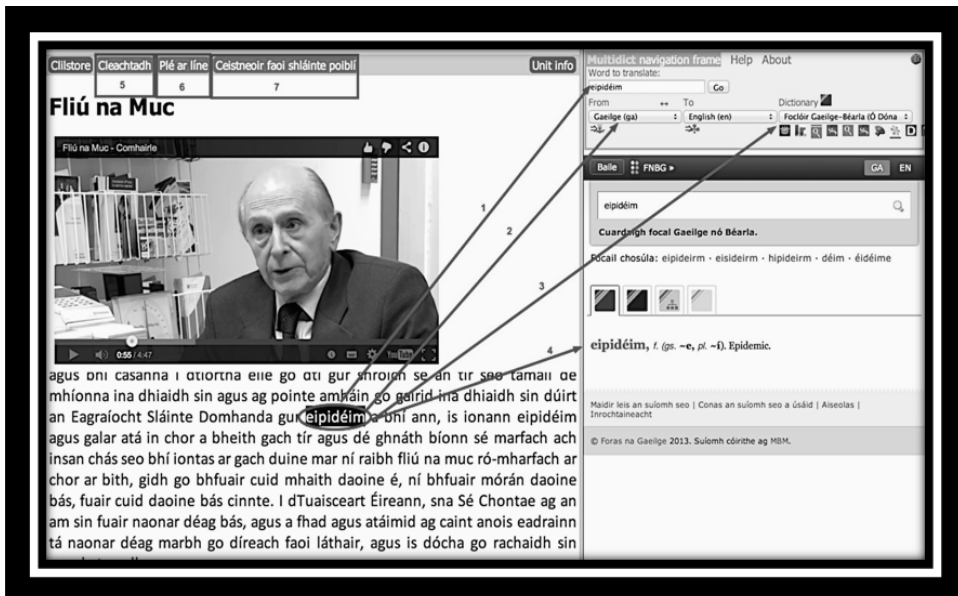 Clilstore Cleachtadh Plé ar líne Ceistneoir faoi shláinte poiblí Unit info
5 6 7
Fliú na Muc
Fliú na Muc - Comhairle
0:55 / 4:47
YouTube
agus bhí casanna i dtíortha eile go dtí gur shroich sé an tír seo tamall de
mhíonna ina dhiaidh sin agus ag pointe amháin go gairid ina dhiaidh sin dúirt
an Eagraíocht Sláinte Domhanda gur eipidéim a bhí ann, is ionann eipidéim
agus galar atá in chor a bheith gach tír agus dé ghnáth bíonn sé marfach ach
insan chás seo bhí iontas ar gach duine mar ní raibh fliú na muc ró-mharfach ar
chor ar bith, gidh go bhfuair cuid mhaith daoine é, ní bhfuair mórán daoine
bás, fuair cuid daoine bás cinnte. I dTuaisceart Éireann, sna Sé Chontae ag an
am sin fuair naonar déag bás, agus a fhad agus atáimid ag caint anois eadrainn
tá naonar déag marbh go díreach faoi láthair, agus is dócha go rachaidh sin
1
2
3
4
Multidict navigation frame Help About
Word to translate:
eipidéim Go
From ↔ To Dictionary
Gaeilge (ga) English (en) Foclóir Gaeilge-Béarla (Ó Dóna
Baile FNBG » GA EN
eipidéim
Cuardaigh focal Gaeilge nó Béarla.
Focail chosúla: eipideirm · eisideirm · hipideirm · déim · éidéime
eipidéim, f. (gs. ~e, pl. ~í). Epidemic.
Maidir leis an suíomh seo | Conas an suíomh seo a úsáid | Aiseolas |
Inrochtaineacht
© Foras na Gaeilge 2013. Suíomh cóirithe ag MBM.